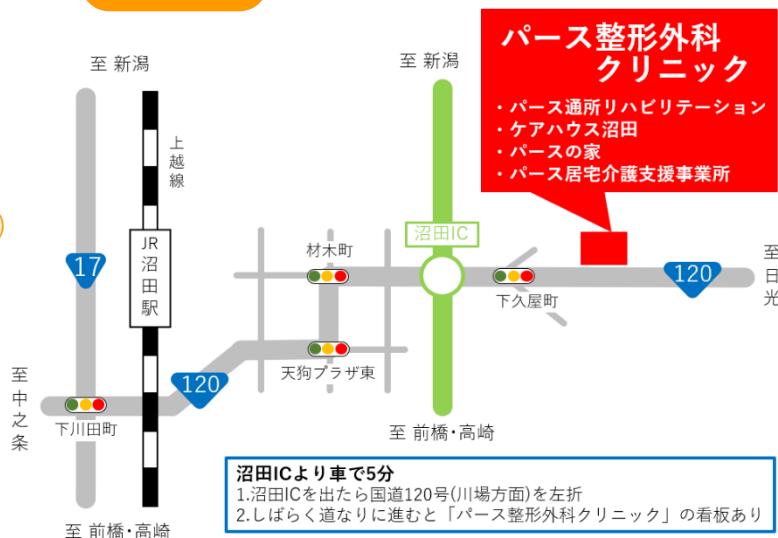 パース整形外科
クリニック
・パース通所リハビリテーション
・ケアハウス沼田
・パースの家
・パース居宅介護支援事業所
至 新潟
至 新潟
上越線
JR沼田駅
17
沼田IC
材木町
下久屋町
120
至日光
天狗プラザ東
120
至中之条
下川田町
至 前橋・高崎
至 前橋・高崎
沼田ICより車で5分
1.沼田ICを出たら国道120号(川場方面)を左折
2.しばらく道なりに進むと「パース整形外科クリニック」の看板あり